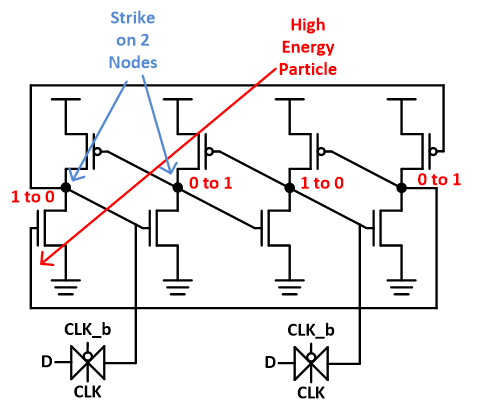 Strike
on 2
Nodes
High
Energy
Particle
1 to 0
0 to 1
1 to 0
0 to 1
CLK_b
D
CLK
CLK_b
D
CLK